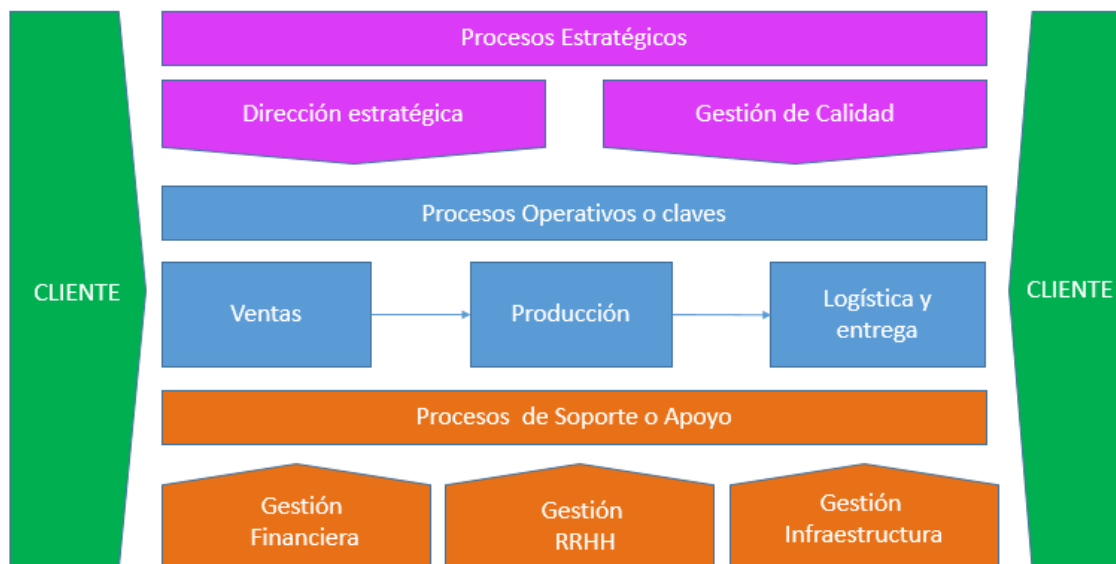 Procesos Estratégicos
Dirección estratégica
Gestión de Calidad
Procesos Operativos o claves
CLIENTE
Ventas
Producción
Logística y
entrega
CLIENTE
Procesos de Soporte o Apoyo
Gestión
Financiera
Gestión
RRHH
Gestión
Infraestructura